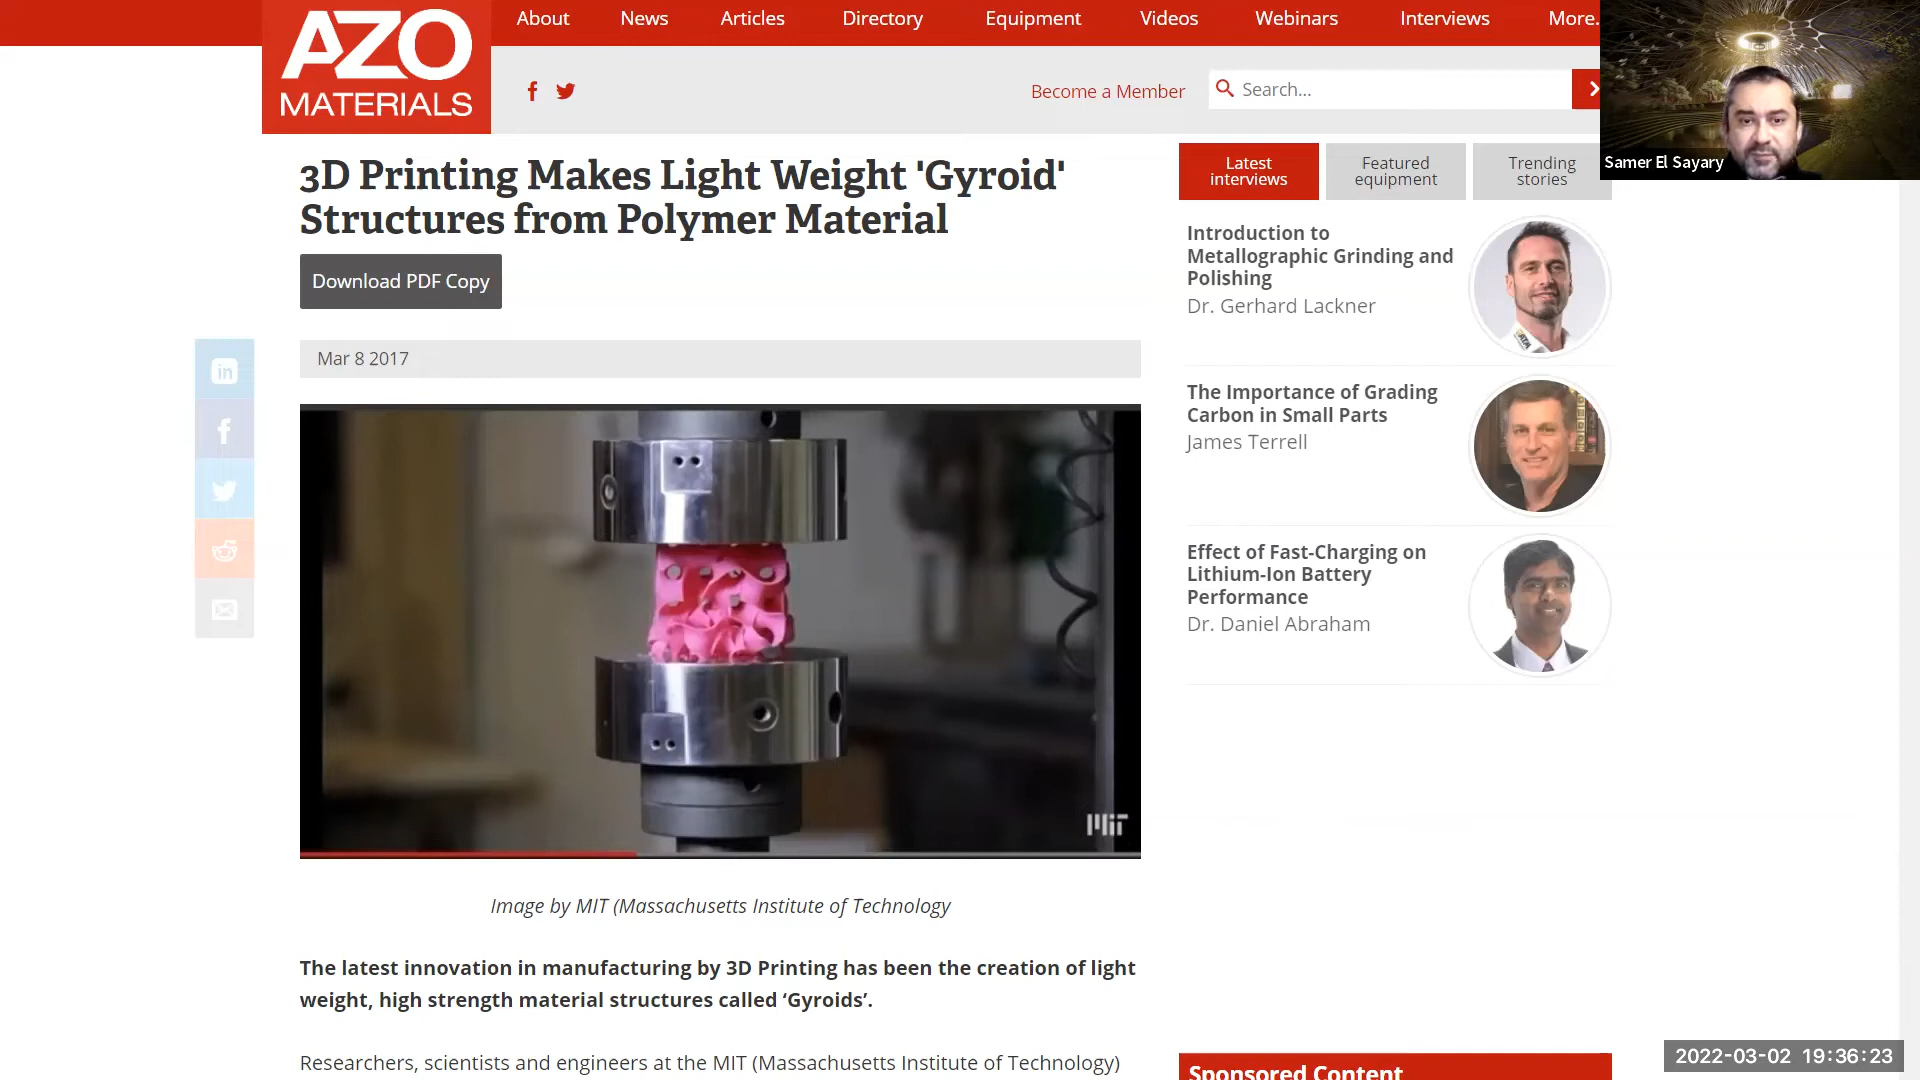 About News Articles Directory Equipment Videos Webinars Interviews More.
AZO
MATERIALS
Become a Member
Search...
Samer El Sayary
3D Printing Makes Light Weight 'Gyroid'
Structures from Polymer Material
Download PDF Copy
Mar 8 2017
MIT
Image by MIT (Massachusetts Institute of Technology
The latest innovation in manufacturing by 3D Printing has been the creation of light
weight, high strength material structures called ‘Gyroids’.
Researchers, scientists and engineers at the MIT (Massachusetts Institute of Technology)
Latest
interviews
Featured
equipment
Trending
stories
Introduction to
Metallographic Grinding and
Polishing
Dr. Gerhard Lackner
The Importance of Grading
Carbon in Small Parts
James Terrell
Effect of Fast-Charging on
Lithium-Ion Battery
Performance
Dr. Daniel Abraham
Sponsored Content
2022-03-02 19:36:23